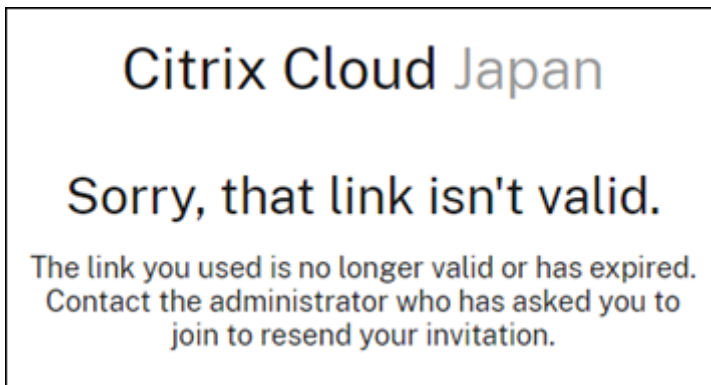 Citrix Cloud Japan
Sorry, that link isn't valid.
The link you used is no longer valid or has expired.
Contact the administrator who has asked you to
join to resend your invitation.